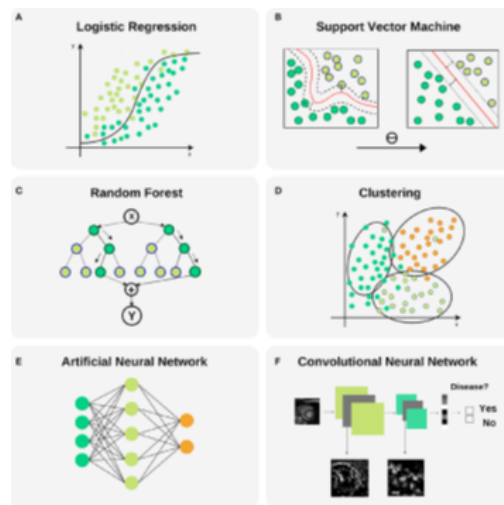 A
Logistic Regression
y
x
B
Support Vector Machine
Θ
C
Random Forest
X
+
Y
D
Clustering
y
x
E
Artificial Neural Network
F
Convolutional Neural Network
Disease?
Yes
No